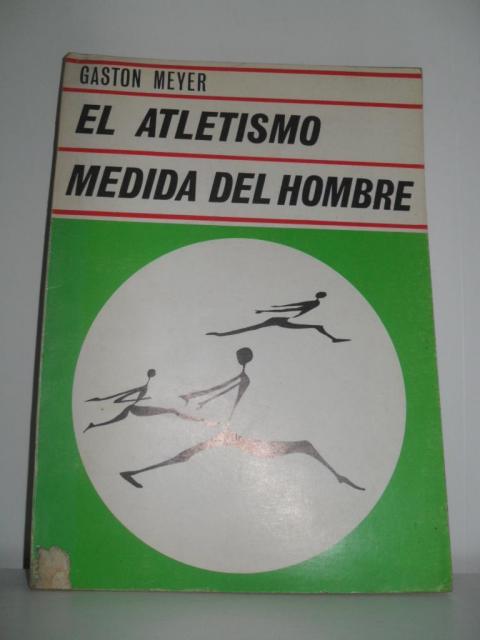 GASTON MEYER
EL ATLETISMO
MEDIDA DEL HOMBRE